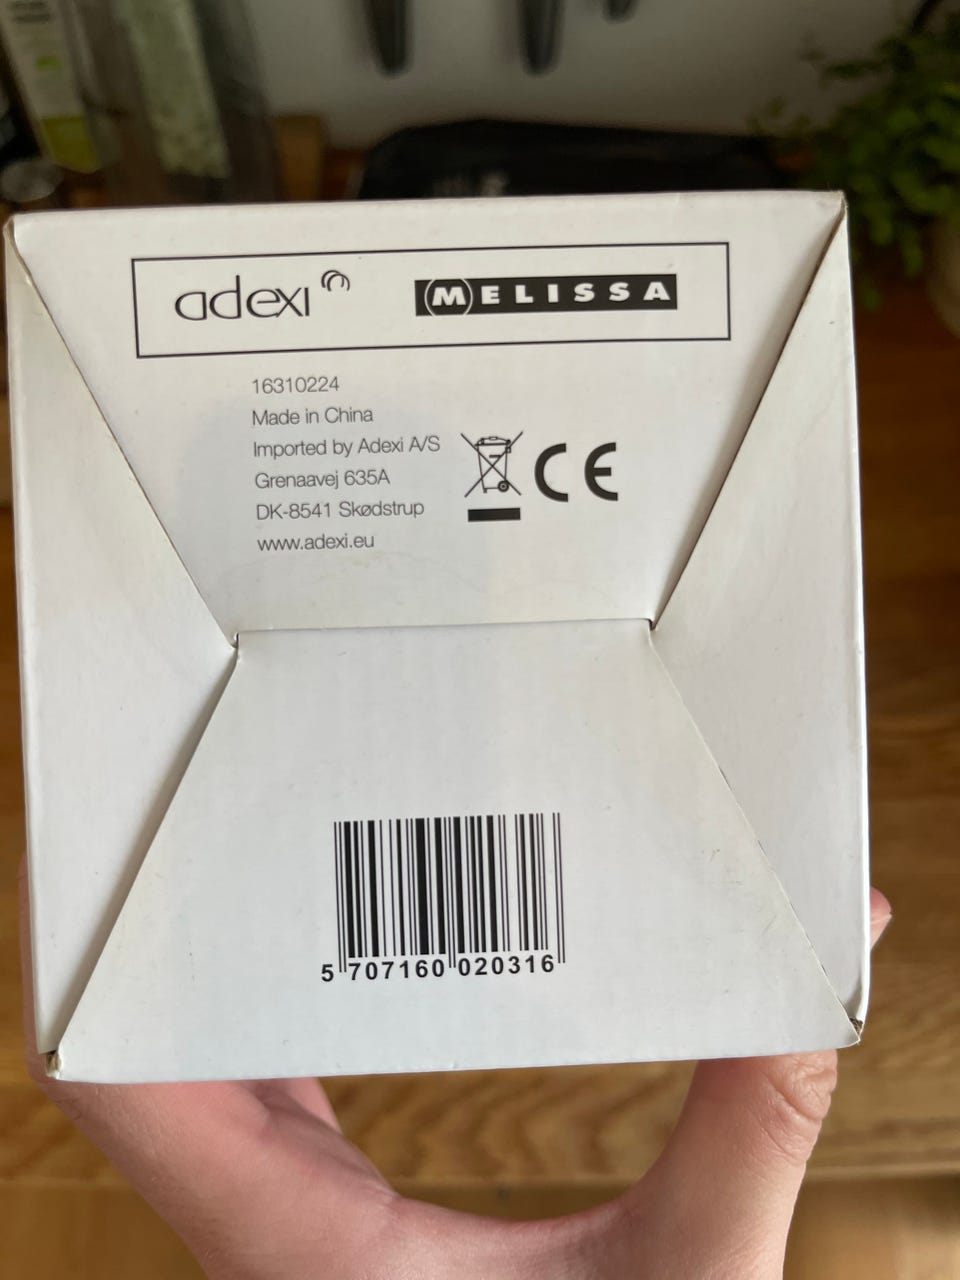 adexi
MELISSA
16310224
Made in China
Imported by Adexi A/S
Grenaavej 635A
DK-8541 Skødstrup
www.adexi.eu
CE
5 707160 020316